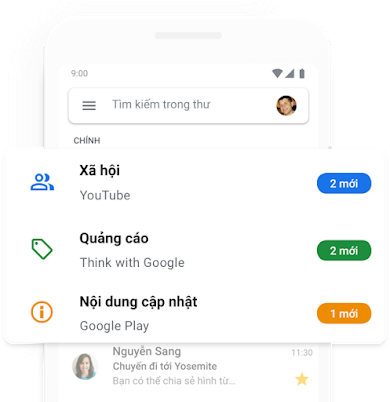 9:00
Tìm kiếm trong thư
CHÍNH
Xã hội
2 mới
YouTube
Quảng cáo
2 mới
Think with Google
Nội dung cập nhật
1 mới
Google Play
Nguyễn Sang
11:30
Chuyến đi tới Yosemite
Bạn có thể chia sẻ hình từ...